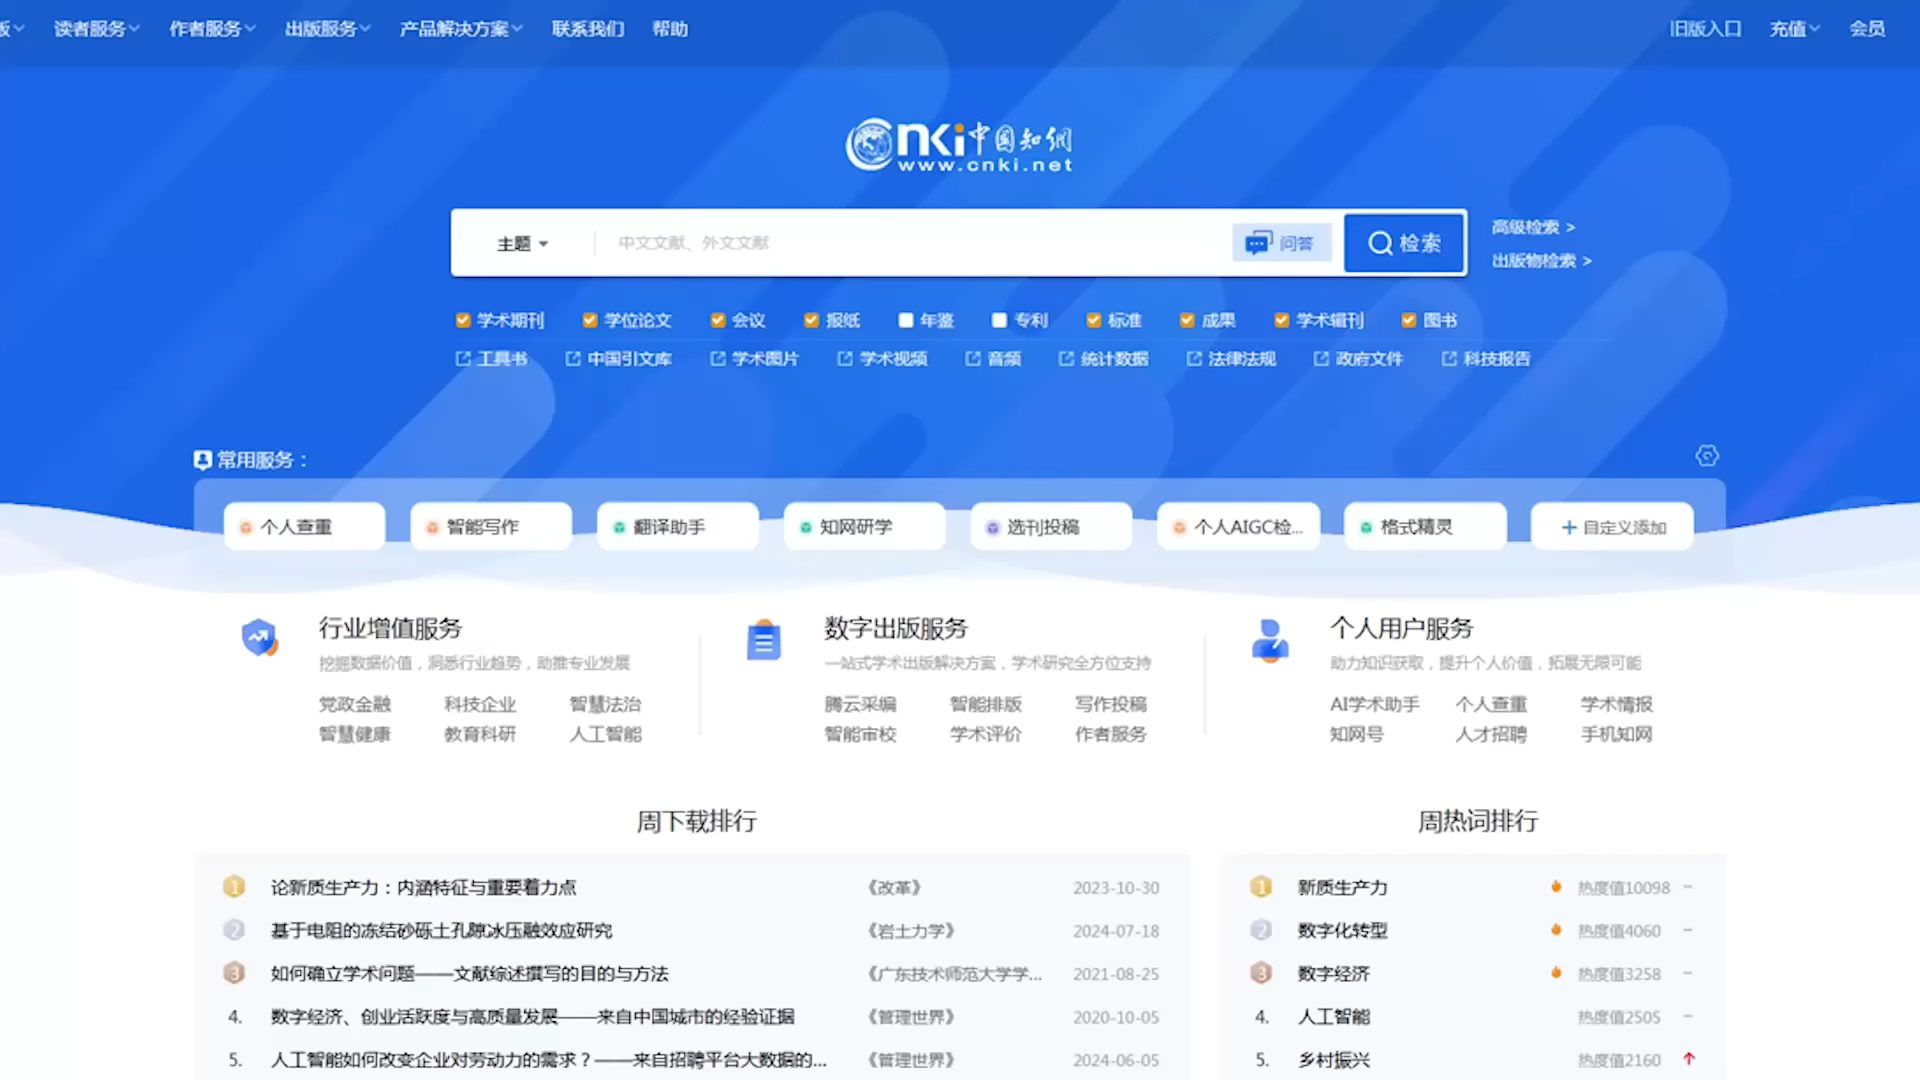 读者服务 作者服务 出版服务 产品解决方案 联系我们 帮助 旧版入口 充值 会员
cnki中国知网
www.cnki.net
主题 中文文献、外文文献 问答 检索
高级检索 >
出版物检索 >
学术期刊 学位论文 会议 报纸 年鉴 专利 标准 成果 学术辑刊 图书
工具书 中国引文库 学术图片 学术视频 音频 统计数据 法律法规 政府文件 科技报告
常用服务：
个人查重 智能写作 翻译助手 知网研学 选刊投稿 个人AIGC检... 格式精灵 +自定义添加
行业增值服务
挖掘数据价值，洞悉行业趋势，助推专业发展
党政金融 科技企业 智慧法治
智慧健康 教育科研 人工智能
数字出版服务
一站式学术出版解决方案，学术研究全方位支持
腾云采编 智能排版 写作投稿
智能审校 学术评价 作者服务
个人用户服务
助力知识获取，提升个人价值，拓展无限可能
AI学术助手 个人查重 学术情报
知网号 人才招聘 手机知网
周下载排行
1 论新质生产力：内涵特征与重要着力点 《改革》 2023-10-30
2 基于电阻的冻结砂砾土孔隙冰压融效应研究 《岩土力学》 2024-07-18
3 如何确立学术问题——文献综述撰写的目的与方法 《广东技术师范大学学... 2021-08-25
4. 数字经济、创业活跃度与高质量发展——来自中国城市的经验证据 《管理世界》 2020-10-05
5. 人工智能如何改变企业对劳动力的需求？——来自招聘平台大数据的... 《管理世界》 2024-06-05
周热词排行
1 新质生产力 热度值10098 －
2 数字化转型 热度值4060 －
3 数字经济 热度值3258 －
4. 人工智能 热度值2505 －
5. 乡村振兴 热度值2160 ↑